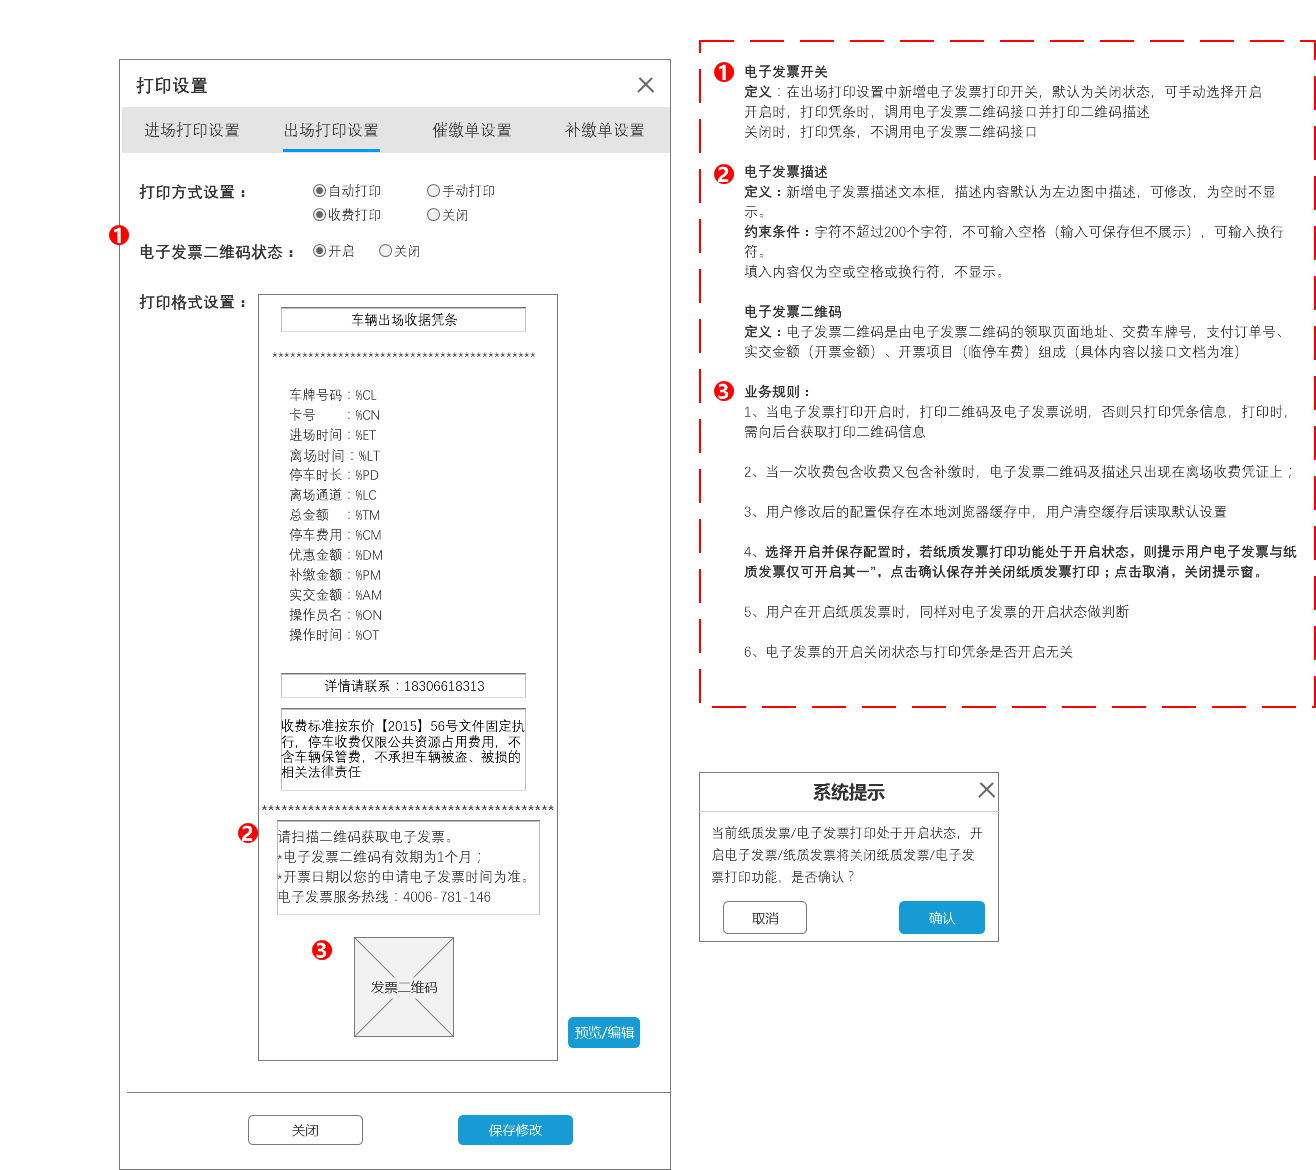 打印设置
进场打印设置
出场打印设置
催缴单设置
补缴单设置
打印方式设置：
自动打印
手动打印
收费打印
关闭
1
电子发票二维码状态：
开启
关闭
打印格式设置：
车辆出场收据凭条
********************************************
车牌号码：%CL
卡号　　：%CN
进场时间：%ET
离场时间：%LT
停车时长：%PD
离场通道：%LC
总金额　：%TM
停车费用：%CM
优惠金额：%DM
补缴金额：%PM
实交金额：%AM
操作员名：%ON
操作时间：%OT
详情请联系：18306618313
收费标准按东价【2015】56号文件固定执
行，停车收费仅限公共资源占用费用，不
含车辆保管费，不承担车辆被盗、被损的
相关法律责任
********************************************
2
请扫描二维码获取电子发票。
*电子发票二维码有效期为1个月；
*开票日期以您的申请电子发票时间为准。
电子发票服务热线：4006-781-146
3
发票二维码
预览/编辑
关闭
保存修改
1 电子发票开关
定义：在出场打印设置中新增电子发票打印开关，默认为关闭状态，可手动选择开启
开启时，打印凭条时，调用电子发票二维码接口并打印二维码描述
关闭时，打印凭条，不调用电子发票二维码接口
2 电子发票描述
定义：新增电子发票描述文本框，描述内容默认为左边图中描述，可修改，为空时不显
示。
约束条件：字符不超过200个字符，不可输入空格（输入可保存但不展示），可输入换行
符。
填入内容仅为空或空格或换行符，不显示。
电子发票二维码
定义：电子发票二维码是由电子发票二维码的领取页面地址、交费车牌号，支付订单号、
实交金额（开票金额）、开票项目（临停车费）组成（具体内容以接口文档为准）
3 业务规则：
1、当电子发票打印开启时，打印二维码及电子发票说明，否则只打印凭条信息，打印时，
需向后台获取打印二维码信息
2、当一次收费包含收费又包含补缴时，电子发票二维码及描述只出现在离场收费凭证上；
3、用户修改后的配置保存在本地浏览器缓存中，用户清空缓存后读取默认设置
4、选择开启并保存配置时，若纸质发票打印功能处于开启状态，则提示用户电子发票与纸
质发票仅可开启其一”，点击确认保存并关闭纸质发票打印；点击取消，关闭提示窗。
5、用户在开启纸质发票时，同样对电子发票的开启状态做判断
6、电子发票的开启关闭状态与打印凭条是否开启无关
系统提示
当前纸质发票/电子发票打印处于开启状态，开
启电子发票/纸质发票将关闭纸质发票/电子发
票打印功能，是否确认？
取消
确认